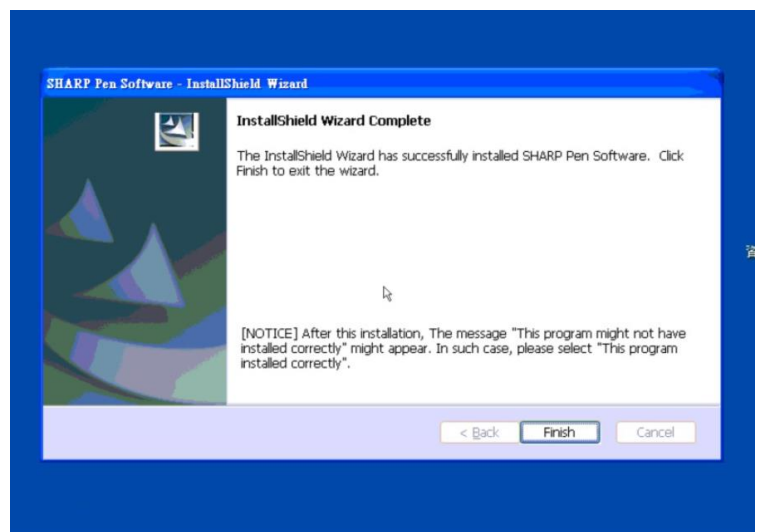 SHARP Pen Software - InstallShield Wizard
InstallShield Wizard Complete
The InstallShield Wizard has successfully installed SHARP Pen Software. Click
Finish to exit the wizard.
[NOTICE] After this installation, The message "This program might not have
installed correctly" might appear. In such case, please select "This program
installed correctly".
< Back
Finish
Cancel